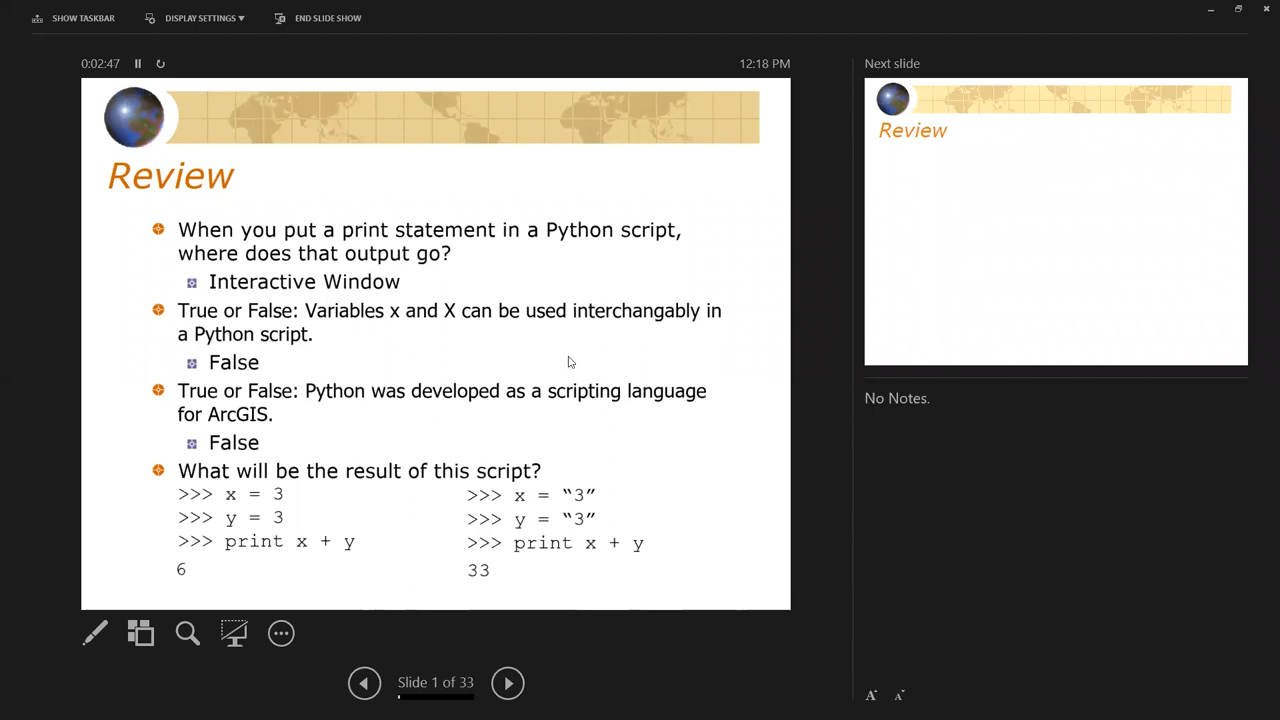 SHOW TASKBAR DISPLAY SETTINGS ▼ END SLIDE SHOW
0:02:47 12:18 PM
Review
When you put a print statement in a Python script,
where does that output go?
Interactive Window
True or False: Variables x and X can be used interchangably in
a Python script.
False
True or False: Python was developed as a scripting language
for ArcGIS.
False
What will be the result of this script?
>>> x = 3
>>> y = 3
>>> print x + y
6
>>> x = “3”
>>> y = “3”
>>> print x + y
33
Slide 1 of 33
Next slide
Review
No Notes.
A A